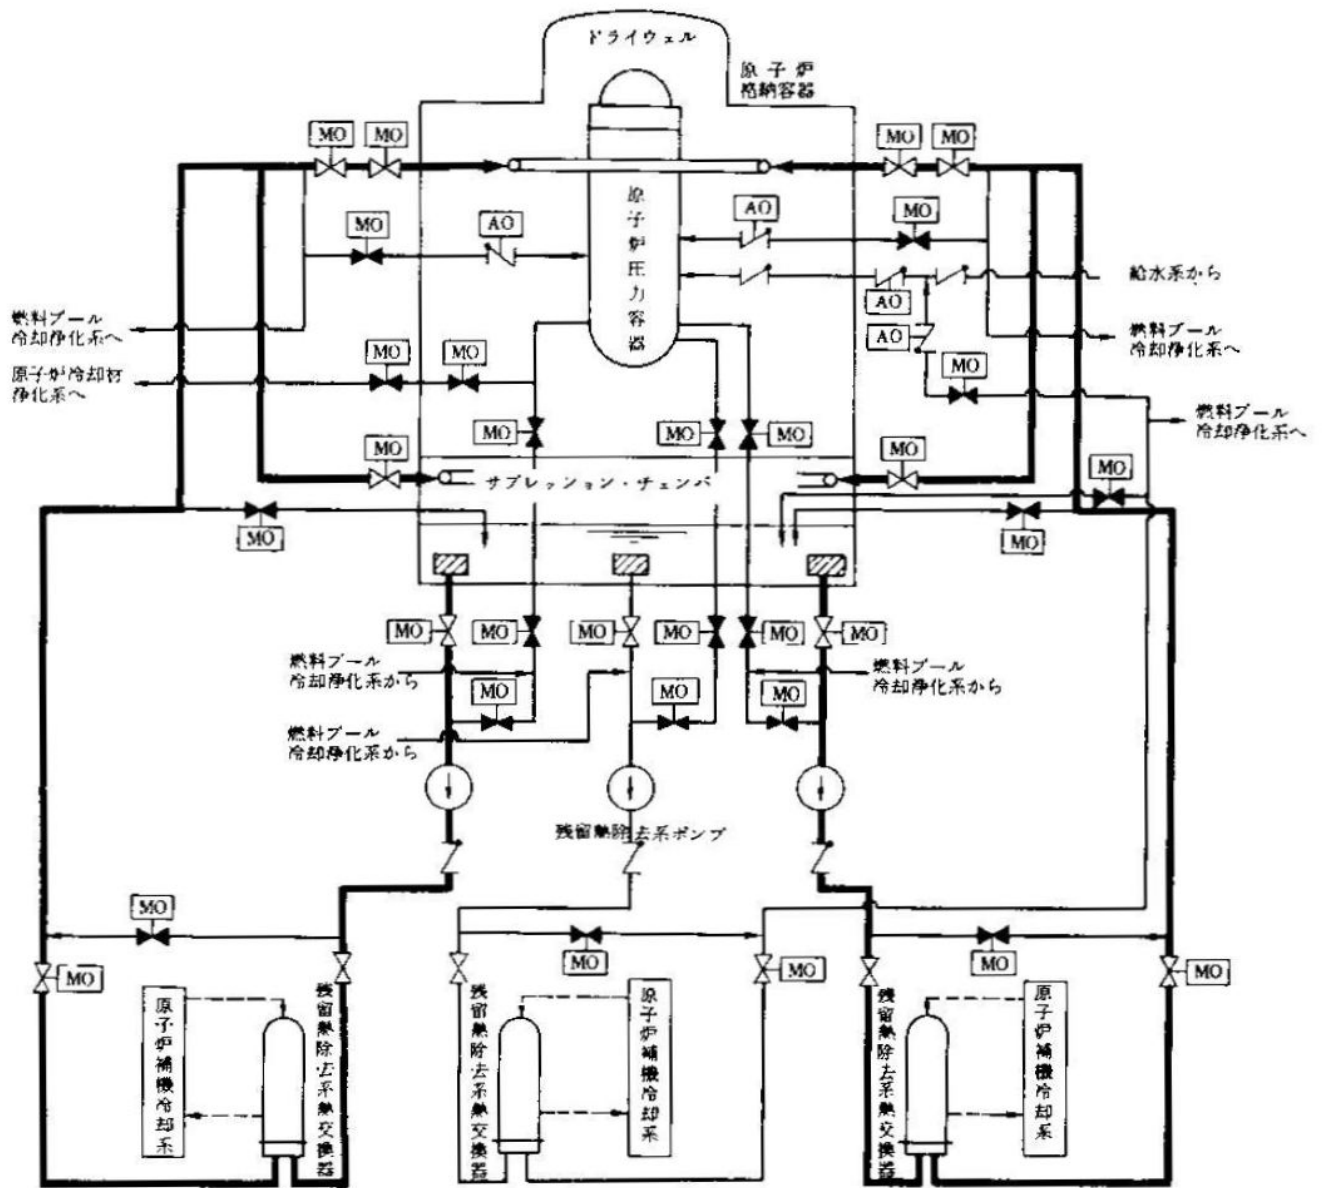 ドライウェル
原子炉
格納容器
MO
MO
MO
MO
原子炉圧力容器
MO
AO
AO
MO
給水系から
AO
AO
燃料プール
冷却浄化系へ
燃料プール
冷却浄化系へ
MO
MO
MO
原子炉冷却材
浄化系へ
燃料プール
冷却浄化系へ
MO
MO
MO
MO
MO
MO
サプレッション・チェンバ
MO
MO
MO
MO
MO
MO
MO
MO
燃料プール
冷却浄化系から
燃料プール
冷却浄化系から
MO
MO
MO
燃料プール
冷却浄化系から
残留熱除去系ポンプ
MO
MO
MO
MO
MO
MO
原子炉補機冷却系
残留熱除去系熱交換器
残留熱除去系熱交換器
原子炉補機冷却系
残留熱除去系熱交換器
原子炉補機冷却系